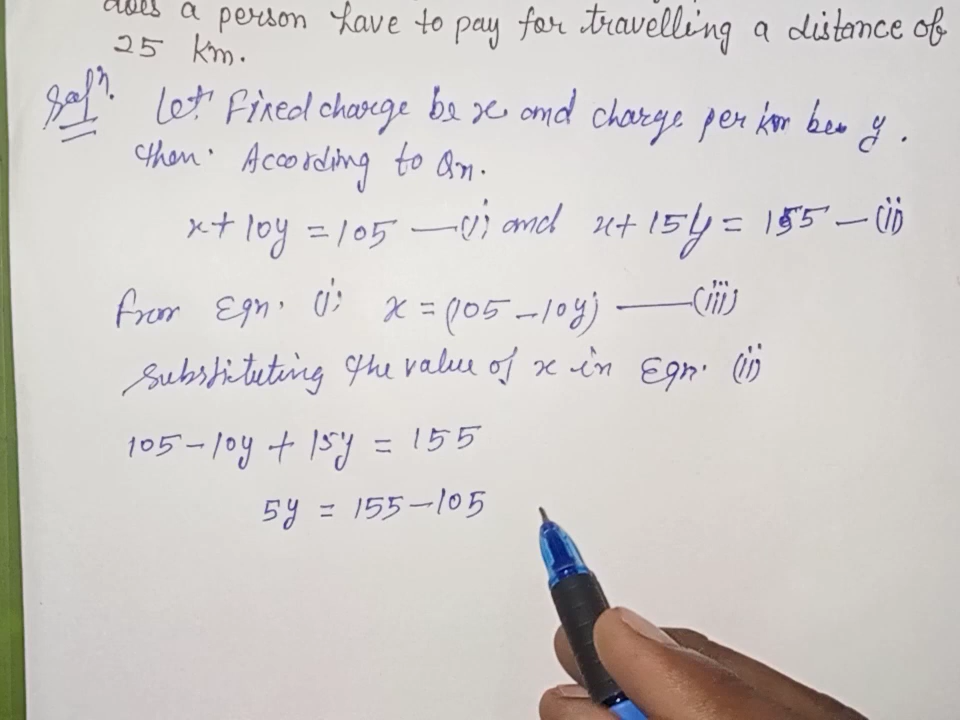 does a person have to pay for travelling a distance of
25 km.
Solⁿ. Let Fixed charge be x and charge per km be y.
then. According to Qn.
x + 10y = 105 — (i) and x + 15y = 155 — (ii)
from Eqn. (i) x = (105 - 10y) — (iii)
substituting the value of x in Eqn. (ii)
105 - 10y + 15y = 155
5y = 155 - 105